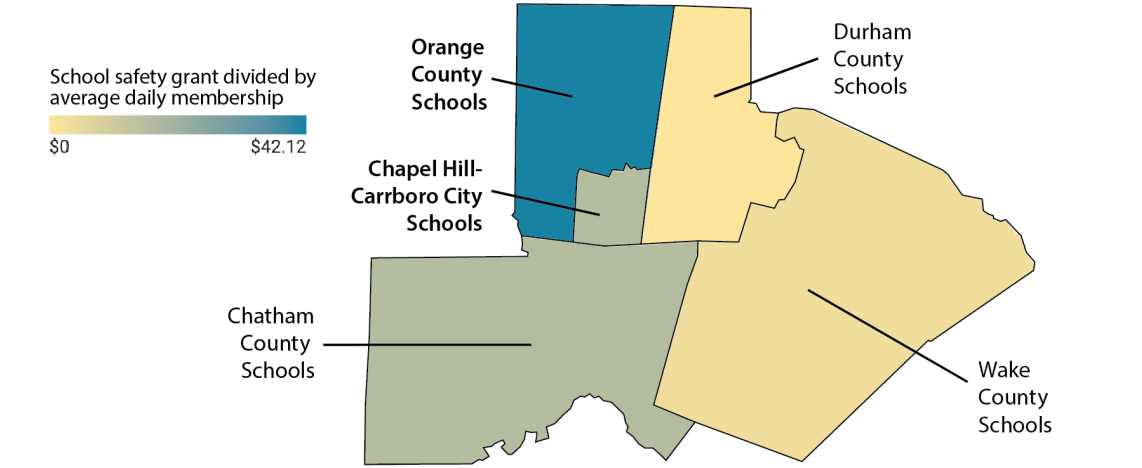 School safety grant divided by
average daily membership
$0
$42.12
Orange
County
Schools
Durham
County
Schools
Chapel Hill-
Carrboro City
Schools
Chatham
County
Schools
Wake
County
Schools